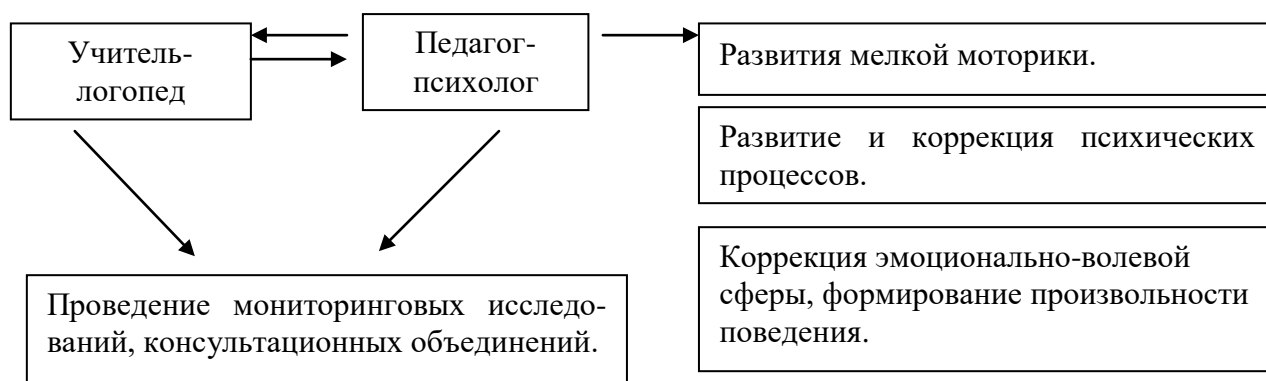 Учитель-
логопед
Педагог-
психолог
Развития мелкой моторики.
Развитие и коррекция психических
процессов.
Коррекция эмоционально-волевой
сферы, формирование произвольности
поведения.
Проведение мониторинговых исследо-
ваний, консультационных объединений.